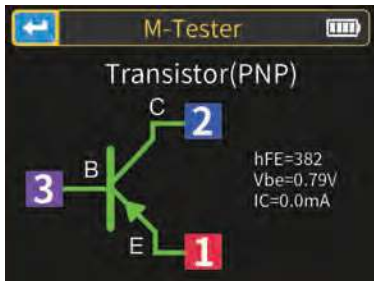 M-Tester
Transistor(PNP)
C
2
B
3
hFE=382
Vbe=0.79V
IC=0.0mA
E
1